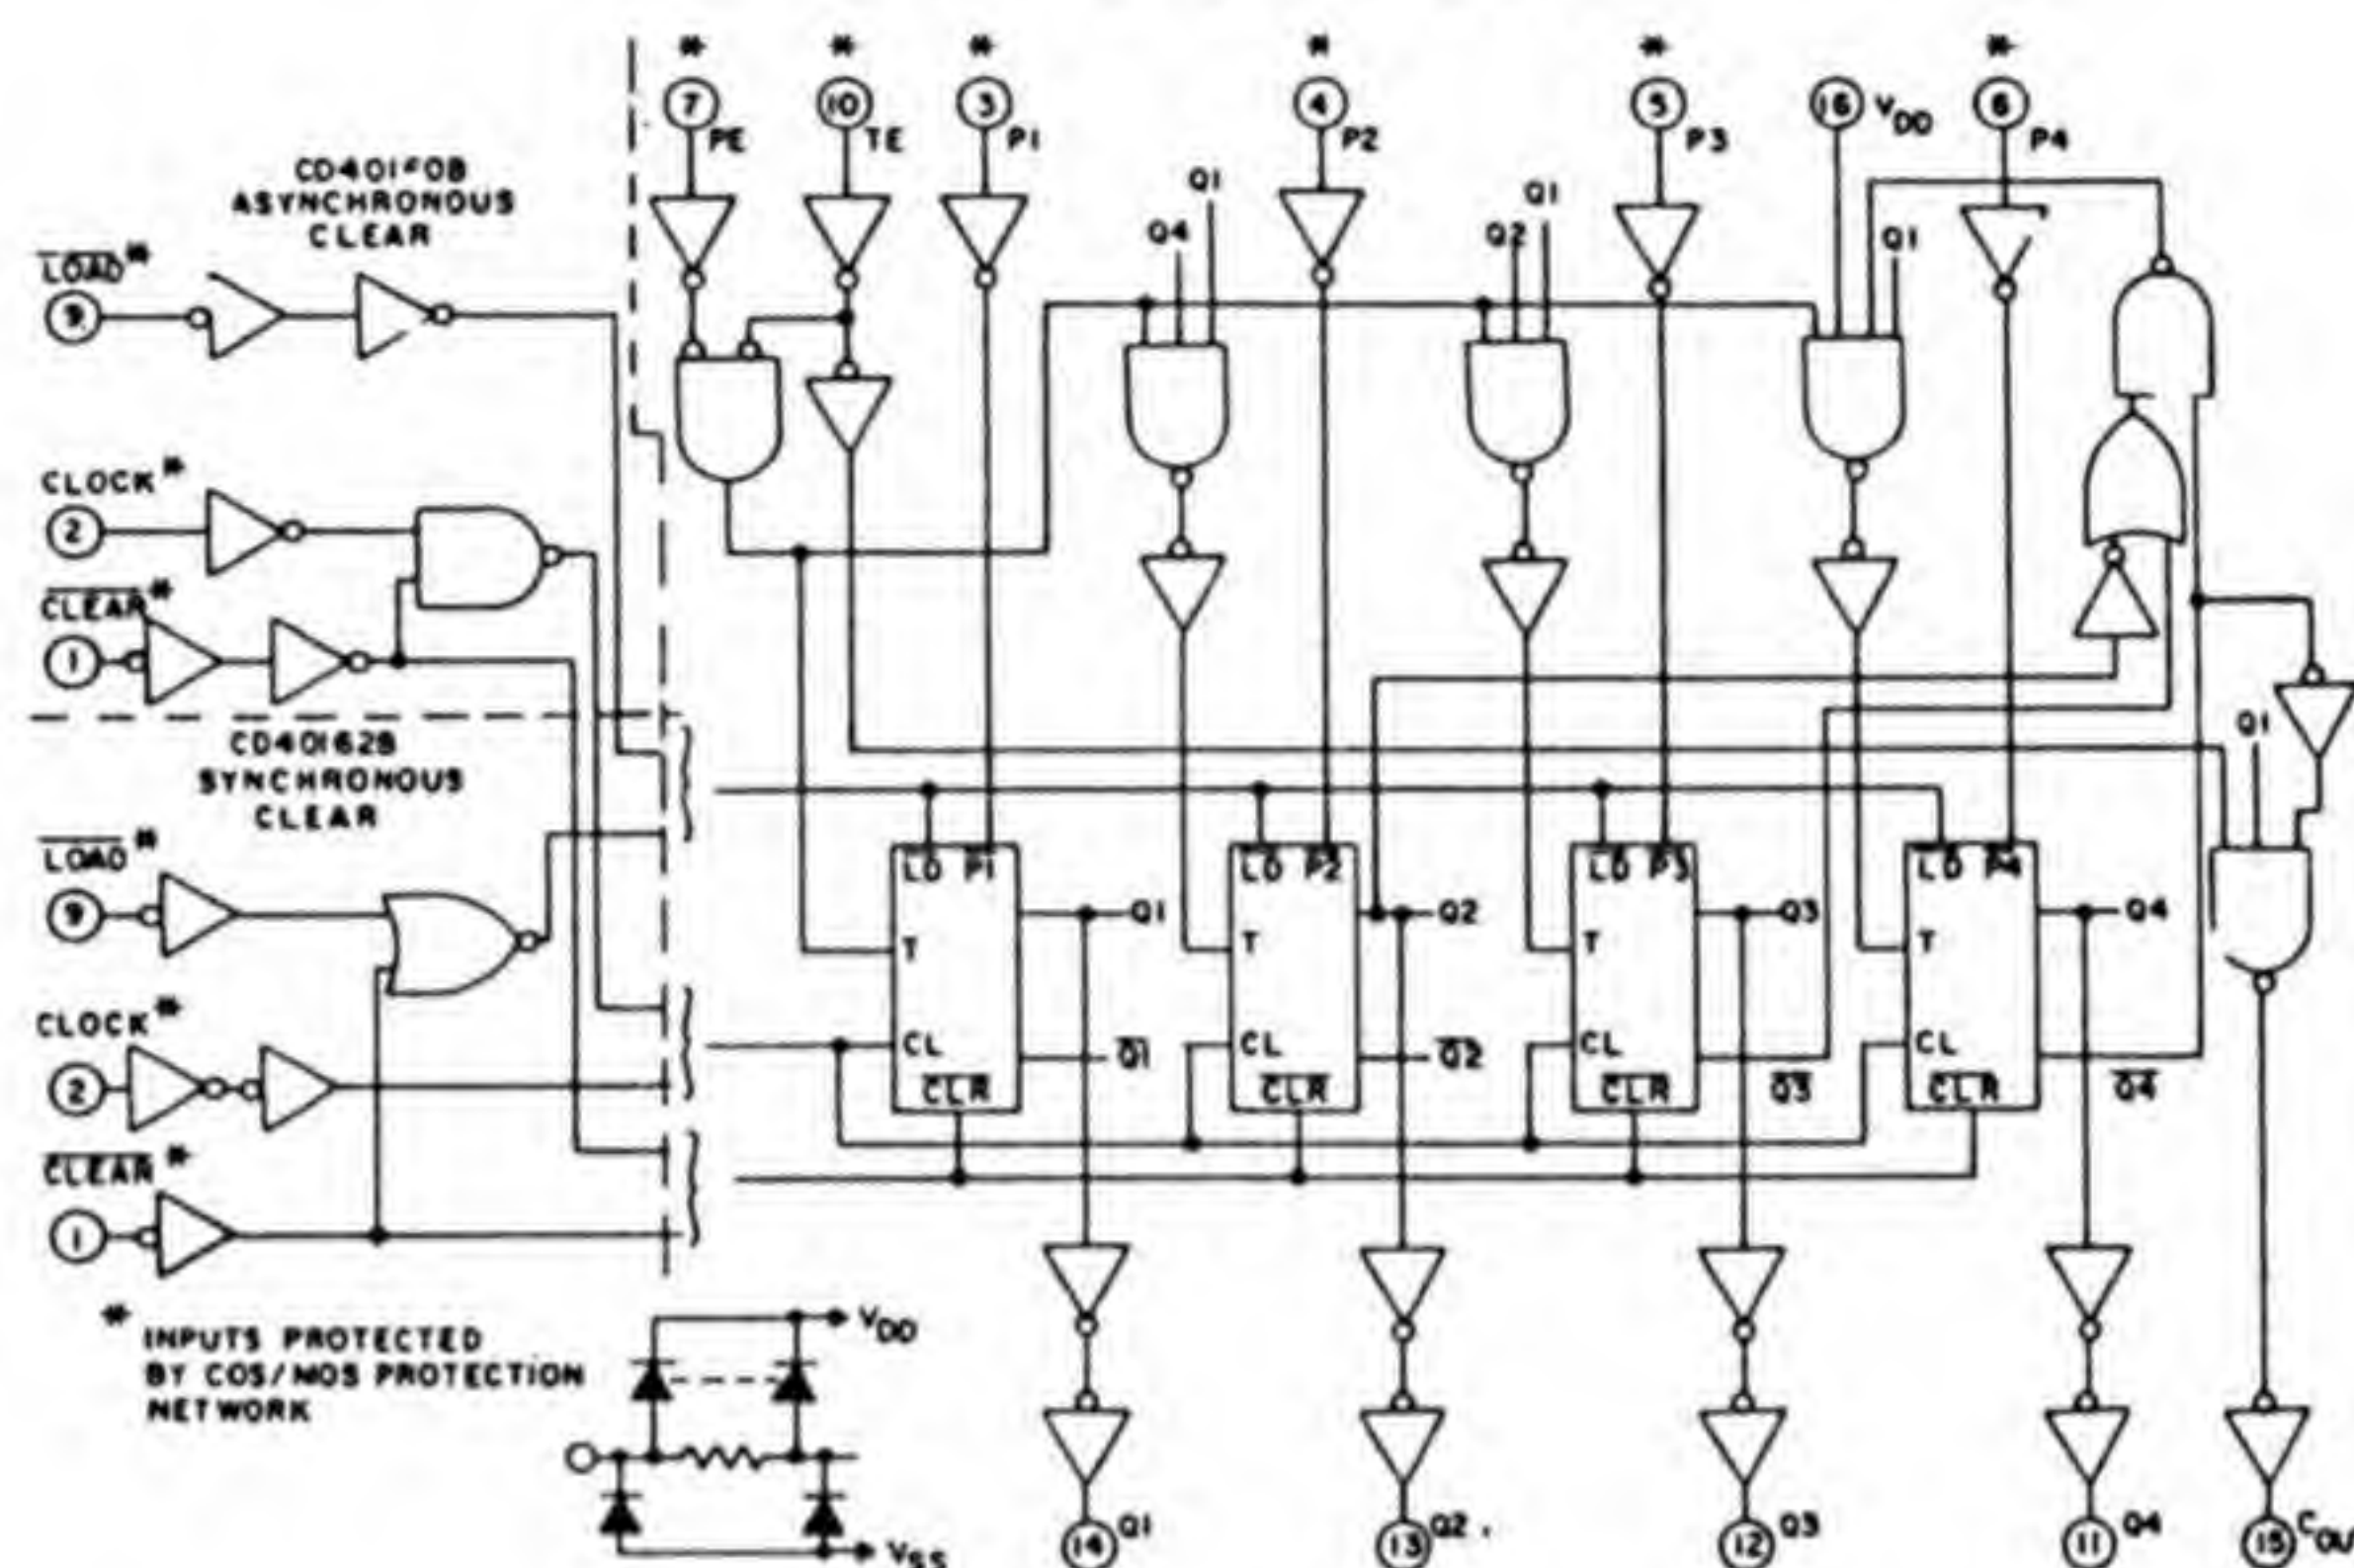 * * * * * *
7 PE
10 TE
3 P1
4 P2
5 P3
16 VDD
6 P4
ASYNCHRONOUS
CLEAR
LOAD*
9
CLOCK*
2
CLEAR*
1
Q4 Q1
Q2 Q1
Q1
CD40162B
SYNCHRONOUS
CLEAR
LOAD*
9
CLOCK*
2
CLEAR*
1
Q1
LD P1
T
CL
CLR
Q1
Q1
LD P2
T
CL
CLR
Q2
Q2
LD P3
T
CL
CLR
Q3
Q3
LD P4
T
CL
CLR
Q4
Q4
* INPUTS PROTECTED
BY COS/MOS PROTECTION
NETWORK
VDD
VSS
14 Q1
13 Q2
12 Q3
11 Q4
15 COU